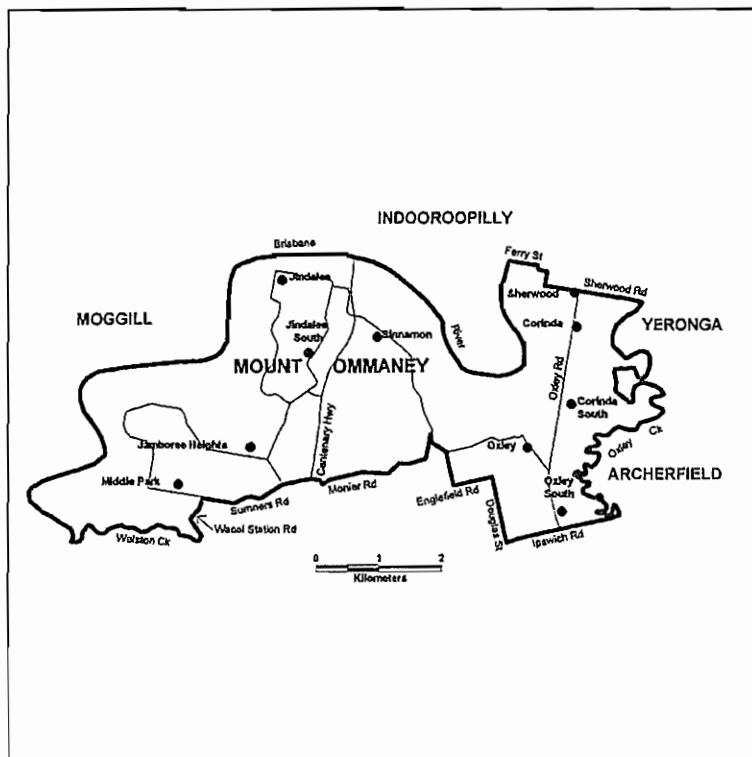 INDOOROOPILLY
Brisbane
Ferry St
Sherwood Rd
Jindalee
Sherwood
MOGGILL
Jindalee
South
River
Corinda
YERONGA
Sinnamon
MOUNT OMMANEY
Oxley Rd
Centenary Hwy
Corinda
South
Oxley Ck
Jamboree Heights
Oxley
ARCHERFIELD
Middle Park
Sumners Rd
Monier Rd
Englefield Rd
Oxley
South
Douglas St
Wacol Station Rd
Wolston Ck
Ipswich Rd
0 1 2
Kilometers